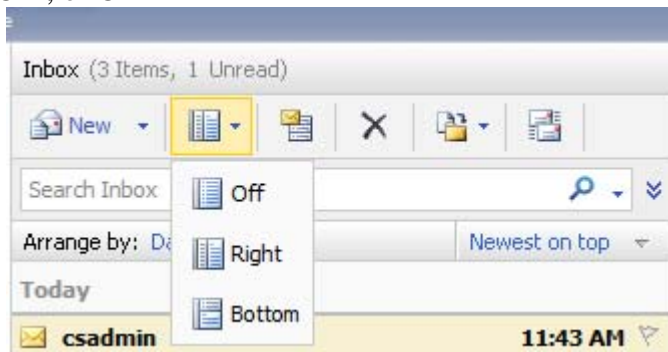 Inbox (3 Items, 1 Unread)
New
Search Inbox
Off
Arrange by: Da
Newest on top
Right
Today
Bottom
csadmin
11:43 AM